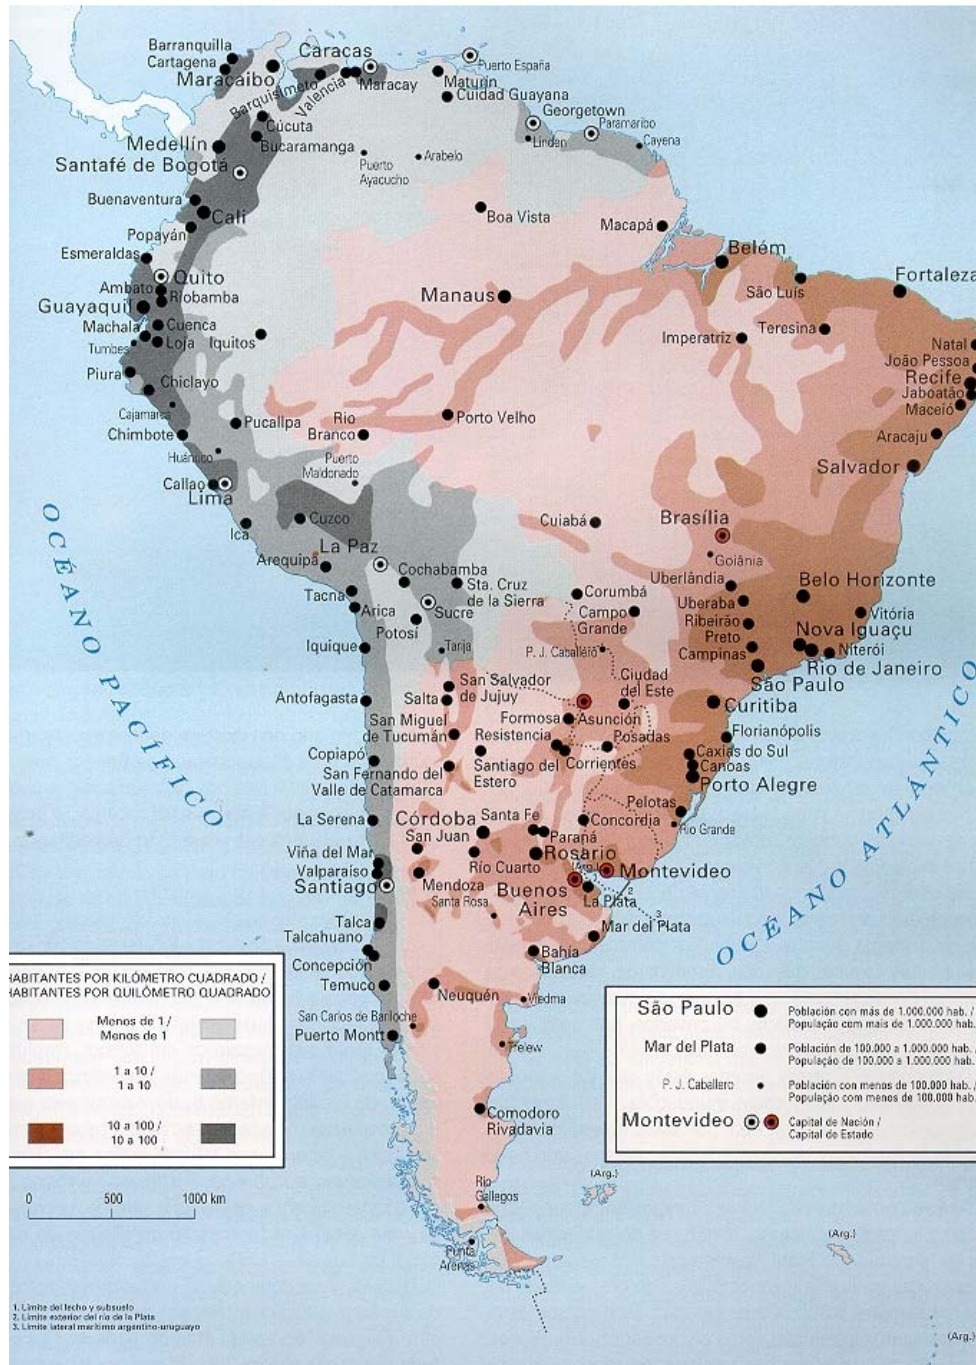 Barranquilla
Cartagena
Maracaibo
Caracas
Barquisimeto
Valencia
Maracay
Puerto España
Maturín
Cuidad Guayana
Georgetown
Paramaribo
Linden
Cayena
Cúcuta
Bucaramanga
Medellín
Santafé de Bogotá
Puerto
Ayacucho
Arabelo
Buenaventura
Cali
Popayán
Boa Vista
Macapá
Esmeraldas
Quito
Ambato
Riobamba
Guayaquil
Machala
Cuenca
Tumbes
Loja
Iquitos
Belém
São Luís
Fortaleza
Manaus
Imperatriz
Teresina
Natal
João Pessoa
Recife
Jaboatão
Maceió
Piura
Chiclayo
Cajamarca
Chimbote
Pucallpa
Rio
Branco
Porto Velho
Aracaju
Huánuco
Puerto
Maldonado
Salvador
Callao
Lima
Cuzco
Ica
Cuiabá
Brasília
Goiânia
La Paz
Arequipa
Cochabamba
Sta. Cruz
de la Sierra
Tacna
Arica
Sucre
Potosí
Corumbá
Campo
Grande
Uberlândia
Uberaba
Ribeirão
Preto
Campinas
Belo Horizonte
Vitória
Nova Iguaçu
Niterói
Rio de Janeiro
São Paulo
Iquique
Tarija
P. J. Caballero
Antofagasta
Salta
San Salvador
de Jujuy
Ciudad
del Este
Curitiba
San Miguel
de Tucumán
Formosa
Asunción
Resistencia
Posadas
Florianópolis
Copiapó
San Fernando del
Valle de Catamarca
Santiago del
Estero
Corrientes
Caxias do Sul
Canoas
Porto Alegre
La Serena
Córdoba
San Juan
Santa Fe
Paraná
Concordia
Pelotas
Rio Grande
Viña del Mar
Valparaíso
Santiago
Mendoza
Río Cuarto
Rosario
(Arg.)
Montevideo
Santa Rosa
Buenos
Aires
La Plata
2
3
Talca
Talcahuano
Concepción
Mar del Plata
Bahía
Blanca
Temuco
Neuquén
Viedma
San Carlos de Bariloche
Puerto Montt
Trelew
Comodoro
Rivadavia
Río
Gallegos
Punta
Arenas
(Arg.)
(Arg.)
(Arg.)
OCÉANO PACÍFICO
OCÉANO ATLÁNTICO
HABITANTES POR KILÓMETRO CUADRADO /
HABITANTES POR QUILÓMETRO QUADRADO
Menos de 1 /
Menos de 1
1 a 10 /
1 a 10
10 a 100 /
10 a 100
0 500 1000 km
São Paulo
Población con más de 1.000.000 hab. /
População com mais de 1.000.000 hab.
Mar del Plata
Población de 100.000 a 1.000.000 hab. /
População de 100.000 a 1.000.000 hab.
P. J. Caballero
Población con menos de 100.000 hab. /
População com menos de 100.000 hab.
Montevideo
Capital de Nación /
Capital de Estado
1. Límite del lecho y subsuelo
2. Límite exterior del río de la Plata
3. Límite lateral marítimo argentino-uruguayo